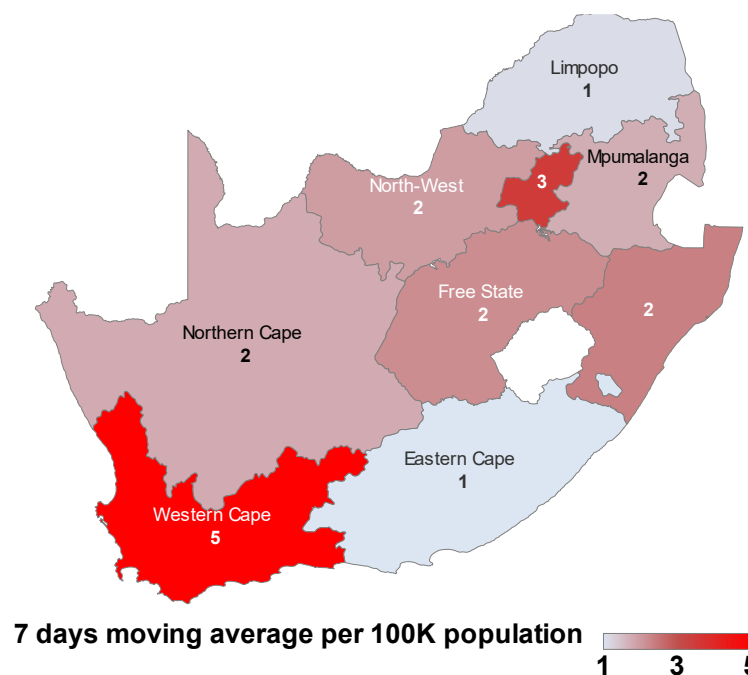 Limpopo
1
Mpumalanga
2
3
North-West
2
Free State
2
2
Northern Cape
2
Eastern Cape
1
Western Cape
5
7 days moving average per 100K population
1 3 5